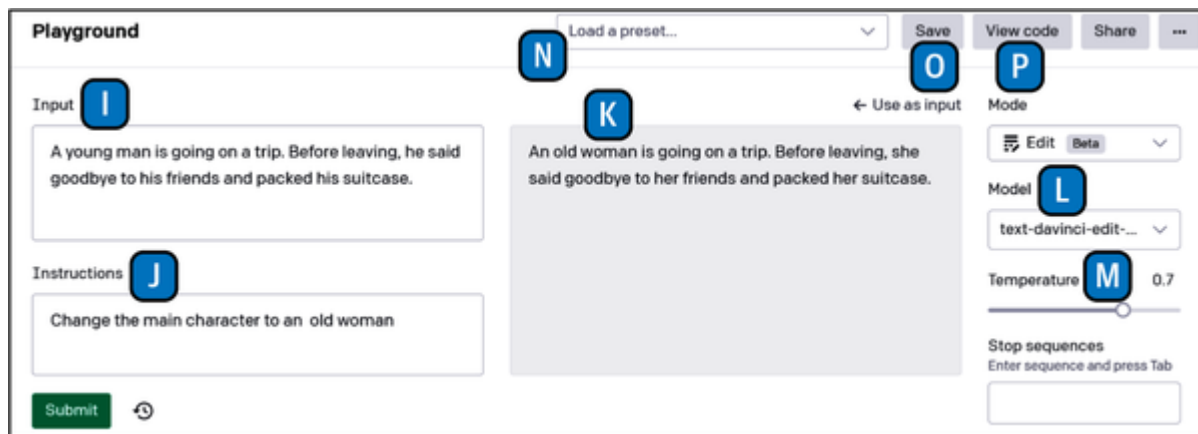 Playground
Load a preset...
Save
View code
Share
...
N
O
P
Input
I
K
← Use as input
Mode
A young man is going on a trip. Before leaving, he said
goodbye to his friends and packed his suitcase.
An old woman is going on a trip. Before leaving, she
said goodbye to her friends and packed her suitcase.
Edit Beta
Model
L
text-davinci-edit-...
Instructions
J
Temperature
M
0.7
Change the main character to an old woman
Stop sequences
Enter sequence and press Tab
Submit